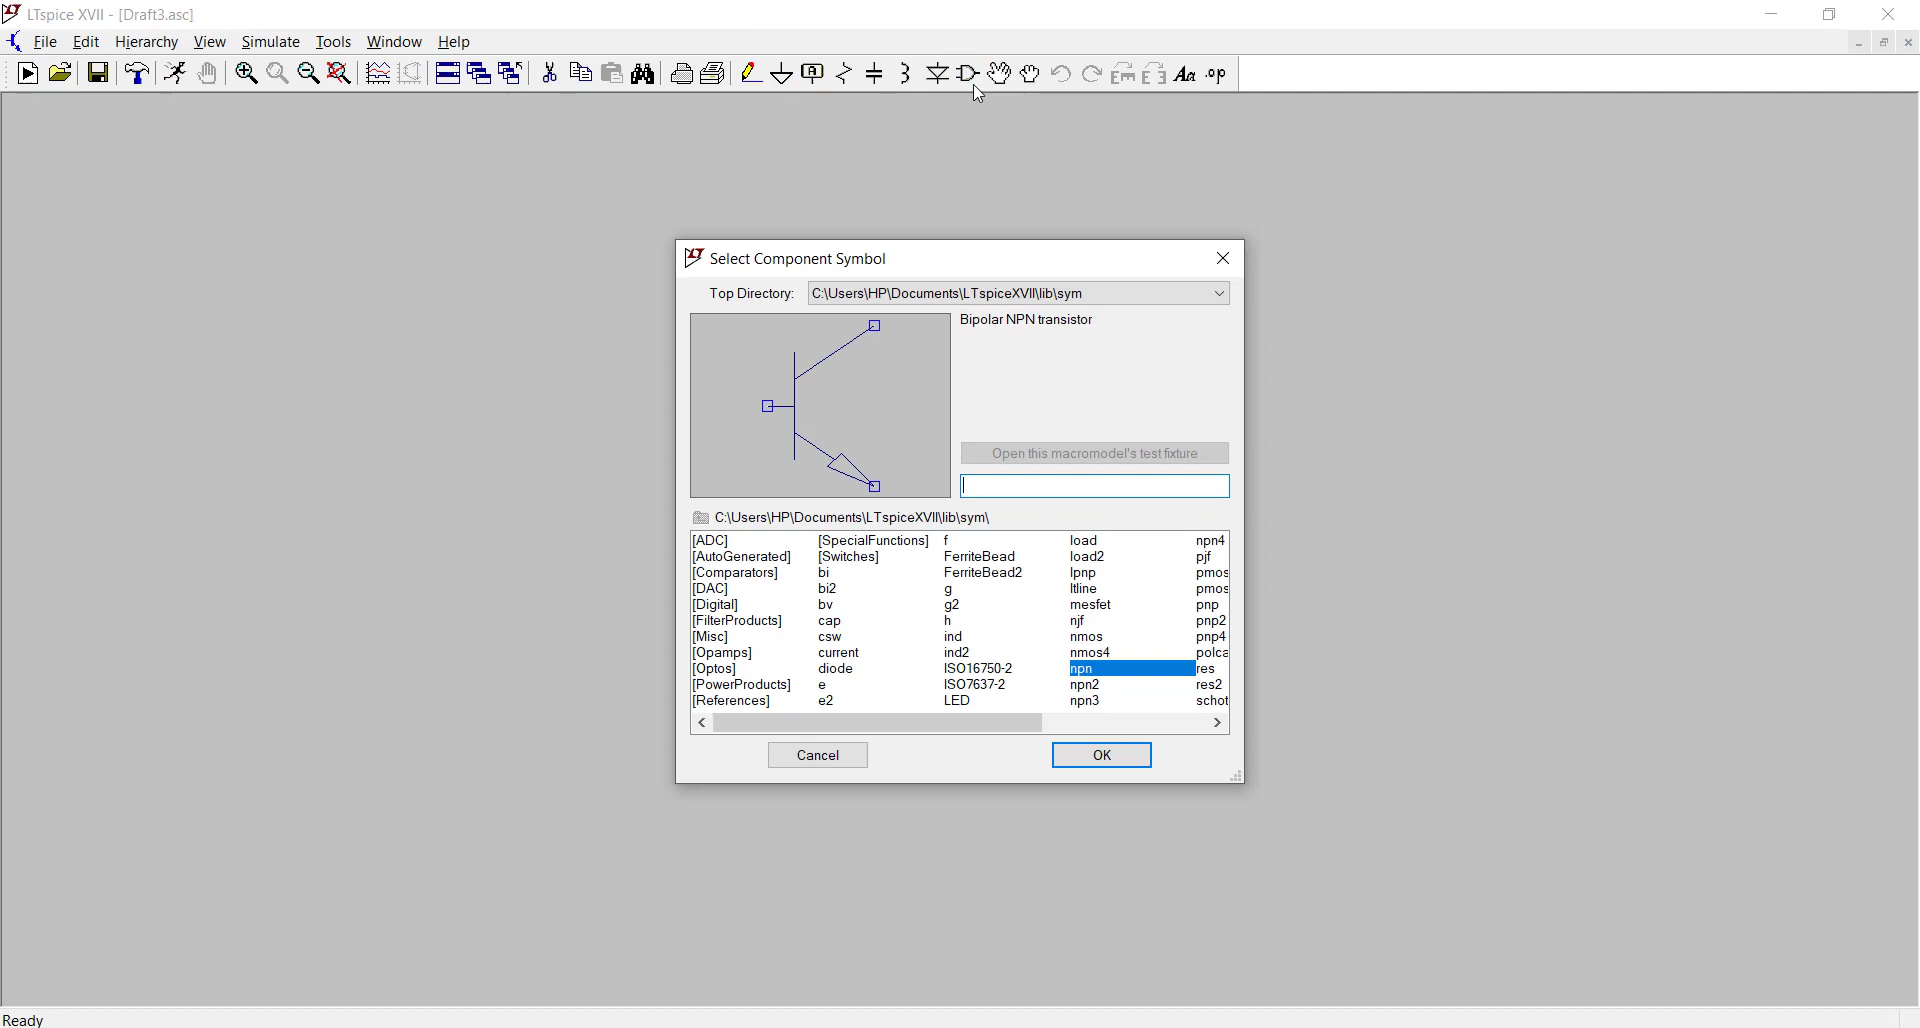 LTspice XVII - [Draft3.asc]
File Edit Hierarchy View Simulate Tools Window Help
Aa .op
Select Component Symbol
Top Directory: C:\Users\HP\Documents\LTspiceXVII\lib\sym
Bipolar NPN transistor
Open this macromodel's test fixture
C:\Users\HP\Documents\LTspiceXVII\lib\sym\
[ADC] [SpecialFunctions] f load npn4
[AutoGenerated] [Switches] FerriteBead load2 pjf
[Comparators] bi FerriteBead2 lpnp pmos
[DAC] bi2 g ltline pmos
[Digital] bv g2 mesfet pnp
[FilterProducts] cap h njf pnp2
[Misc] csw ind nmos pnp4
[Opamps] current ind2 nmos4 polca
[Optos] diode ISO16750-2 npn res
[PowerProducts] e ISO7637-2 npn2 res2
[References] e2 LED npn3 schot
Cancel OK
Ready